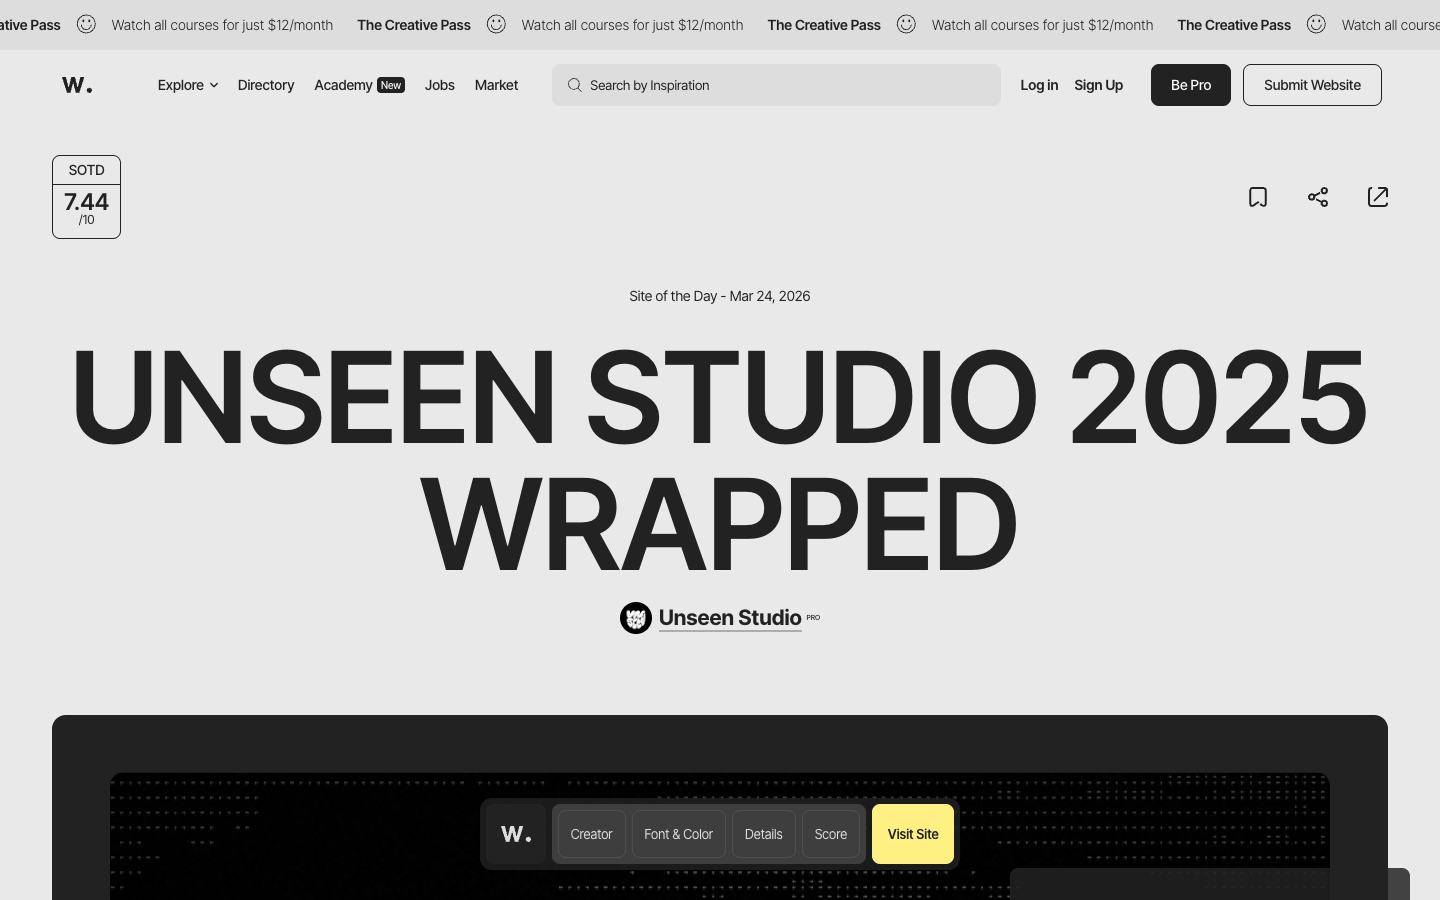 ative Pass Watch all courses for just $12/month The Creative Pass Watch all courses for just $12/month The Creative Pass Watch all courses for just $12/month The Creative Pass Watch all course
W. Explore Directory Academy New Jobs Market Search by Inspiration Log in Sign Up Be Pro Submit Website
SOTD
7.44
/10
Site of the Day - Mar 24, 2026
UNSEEN STUDIO 2025
WRAPPED
Unseen Studio PRO
W. Creator Font & Color Details Score Visit Site